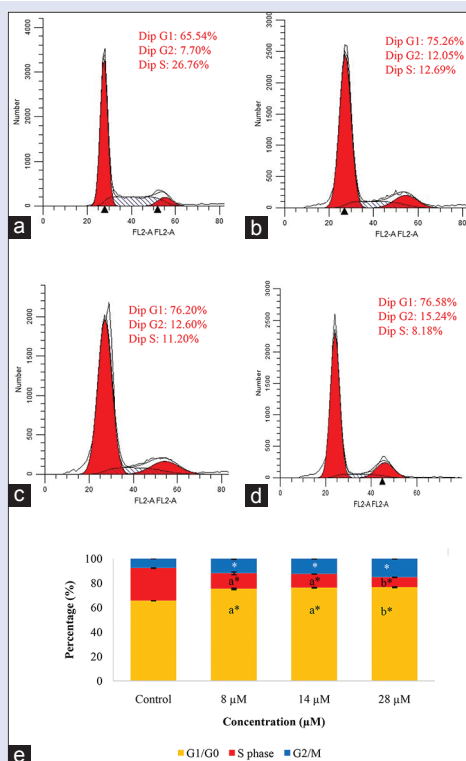 Dip G1: 65.54%
Dip G2: 7.70%
Dip S: 26.76%
Number
0 1000 2000 3000 4000
0 20 40 60 80
FL2-A FL2-A
a
Dip G1: 75.26%
Dip G2: 12.05%
Dip S: 12.69%
Number
0 500 1000 1500 2000 2500 3000
0 20 40 60 80
FL2-A FL2-A
b
Dip G1: 76.20%
Dip G2: 12.60%
Dip S: 11.20%
Number
0 500 1000 1500 2000
0 20 40 60 80
FL2-A FL2-A
c
Dip G1: 76.58%
Dip G2: 15.24%
Dip S: 8.18%
Number
0 500 1000 1500 2000 2500 3000
0 20 40 60 80
FL2-A FL2-A
d
Percentage (%)
100
80
60
40
20
0
* * *
a* a* b*
a* a* b*
Control 8 µM 14 µM 28 µM
Concentration (µM)
G1/G0 S phase G2/M
e